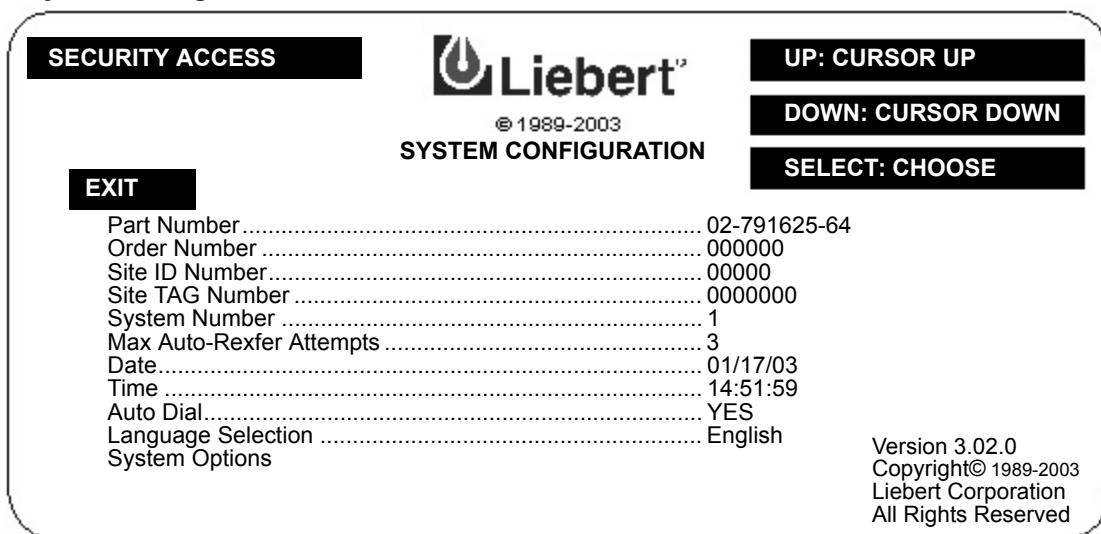 SECURITY ACCESS
Liebert
© 1989-2003
SYSTEM CONFIGURATION
UP: CURSOR UP
DOWN: CURSOR DOWN
SELECT: CHOOSE
EXIT
Part Number........................................................................ 02-791625-64
Order Number ..................................................................... 000000
Site ID Number.................................................................... 00000
Site TAG Number ................................................................ 0000000
System Number .................................................................. 1
Max Auto-Rexfer Attempts .................................................. 3
Date..................................................................................... 01/17/03
Time .................................................................................... 14:51:59
Auto Dial.............................................................................. YES
Language Selection ............................................................ English
System Options
Version 3.02.0
Copyright© 1989-2003
Liebert Corporation
All Rights Reserved